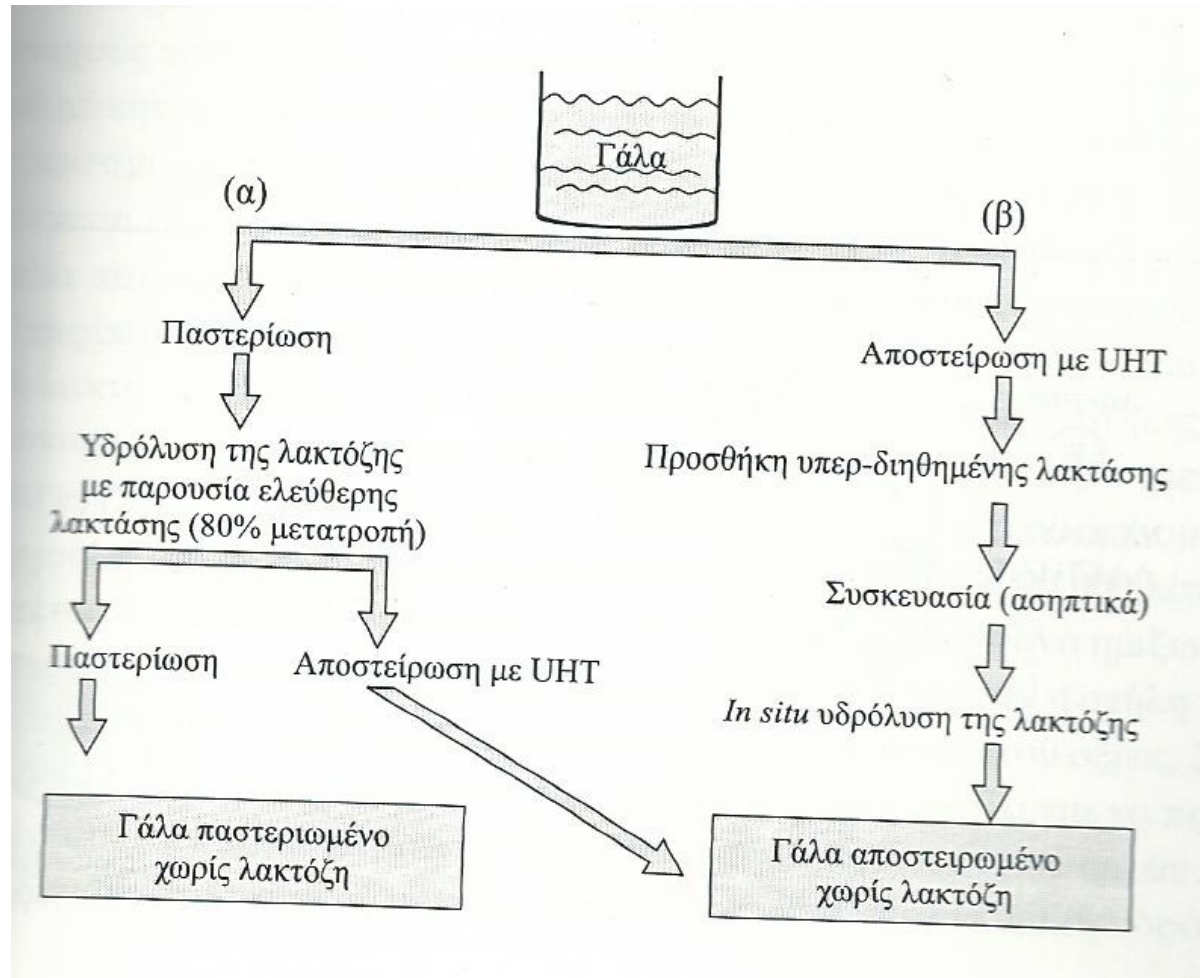 Γάλα
(α)
(β)
Παστερίωση
Αποστείρωση με UHT
Υδρόλυση της λακτόζης
με παρουσία ελεύθερης
λακτάσης (80% μετατροπή)
Προσθήκη υπερ-διηθημένης λακτάσης
Συσκευασία (ασηπτικά)
Παστερίωση
Αποστείρωση με UHT
In situ υδρόλυση της λακτόζης
Γάλα παστεριωμένο
χωρίς λακτόζη
Γάλα αποστειρωμένο
χωρίς λακτόζη